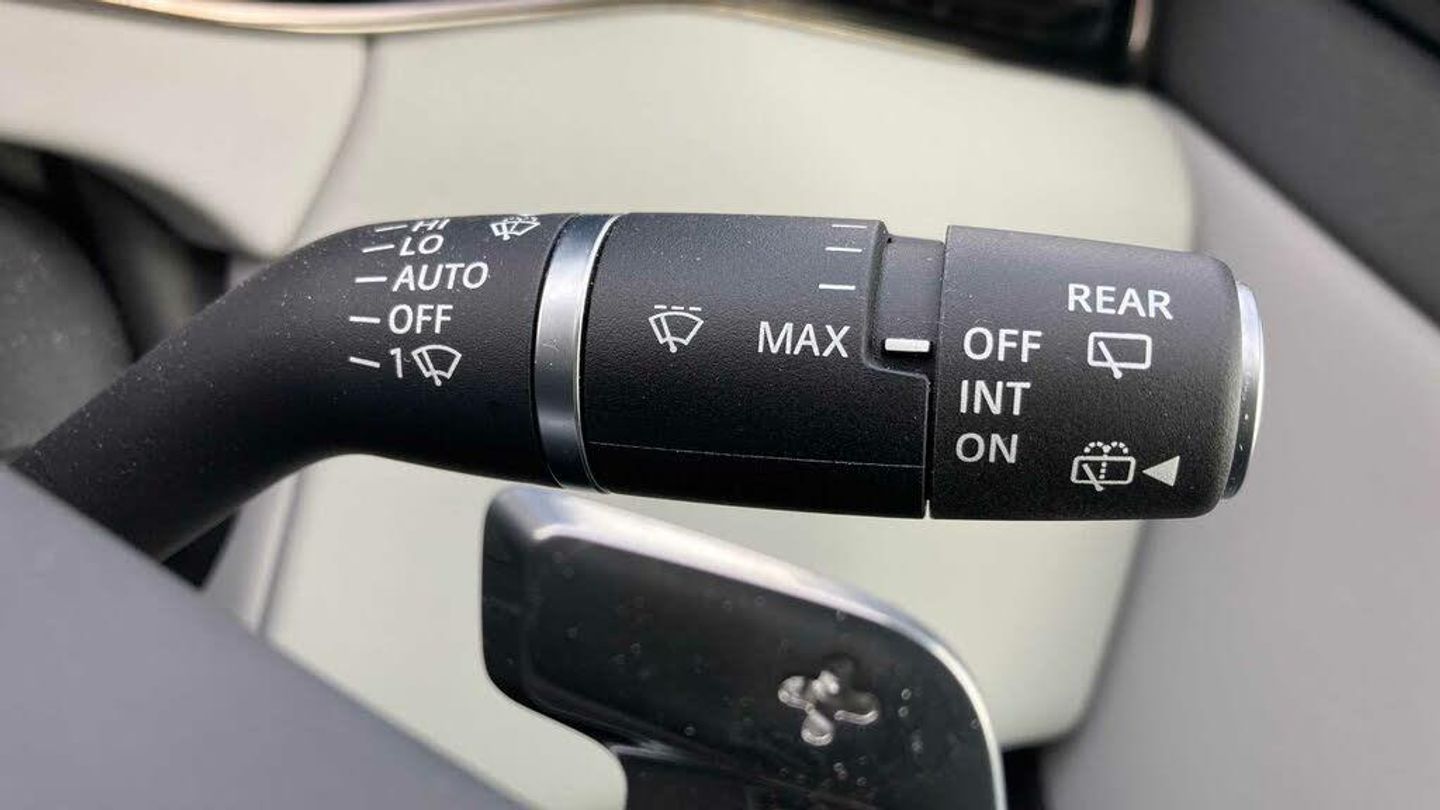 HI
LO
AUTO
OFF
1
MAX
REAR
OFF
INT
ON